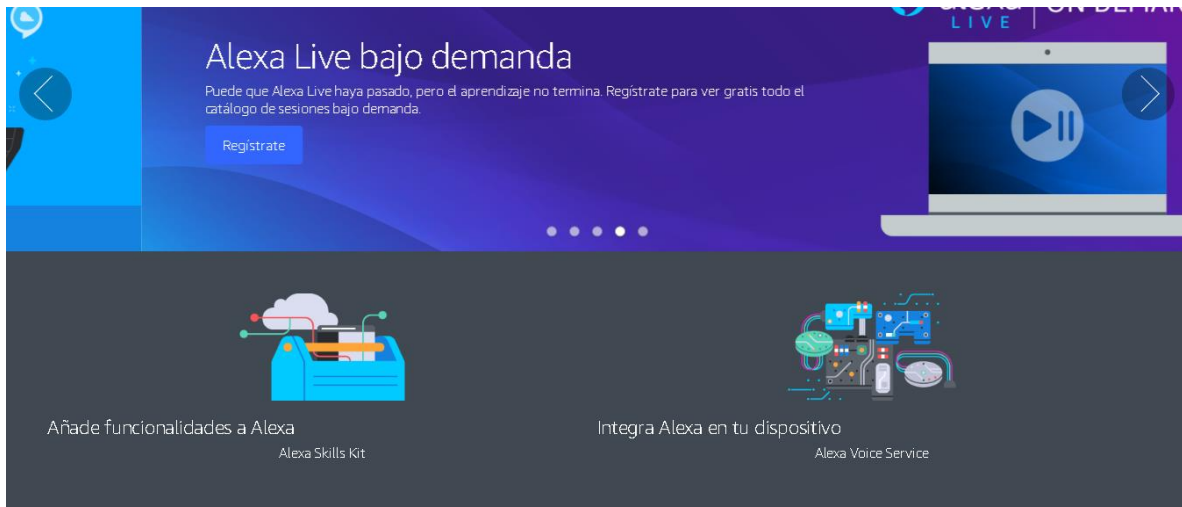 LIVE
Alexa Live bajo demanda
Puede que Alexa Live haya pasado, pero el aprendizaje no termina. Regístrate para ver gratis todo el
catálogo de sesiones bajo demanda.
Regístrate
Añade funcionalidades a Alexa
Integra Alexa en tu dispositivo
Alexa Skills Kit
Alexa Voice Service